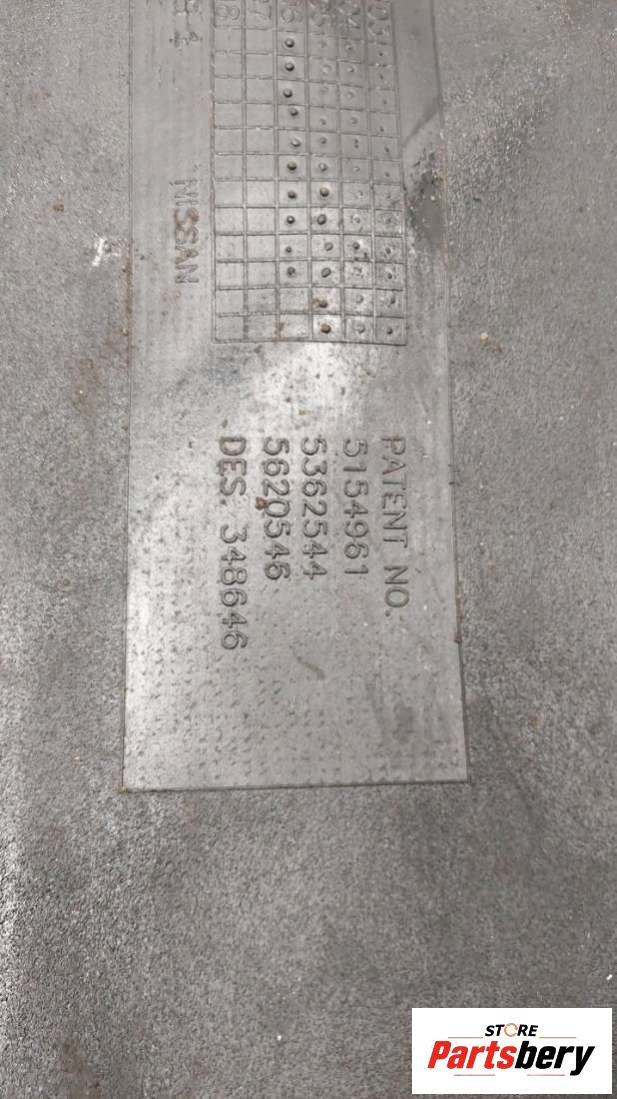 NISSAN
PATENT NO.
5154961
5362544
5620546
DES. 348646
STORE
Partsbery